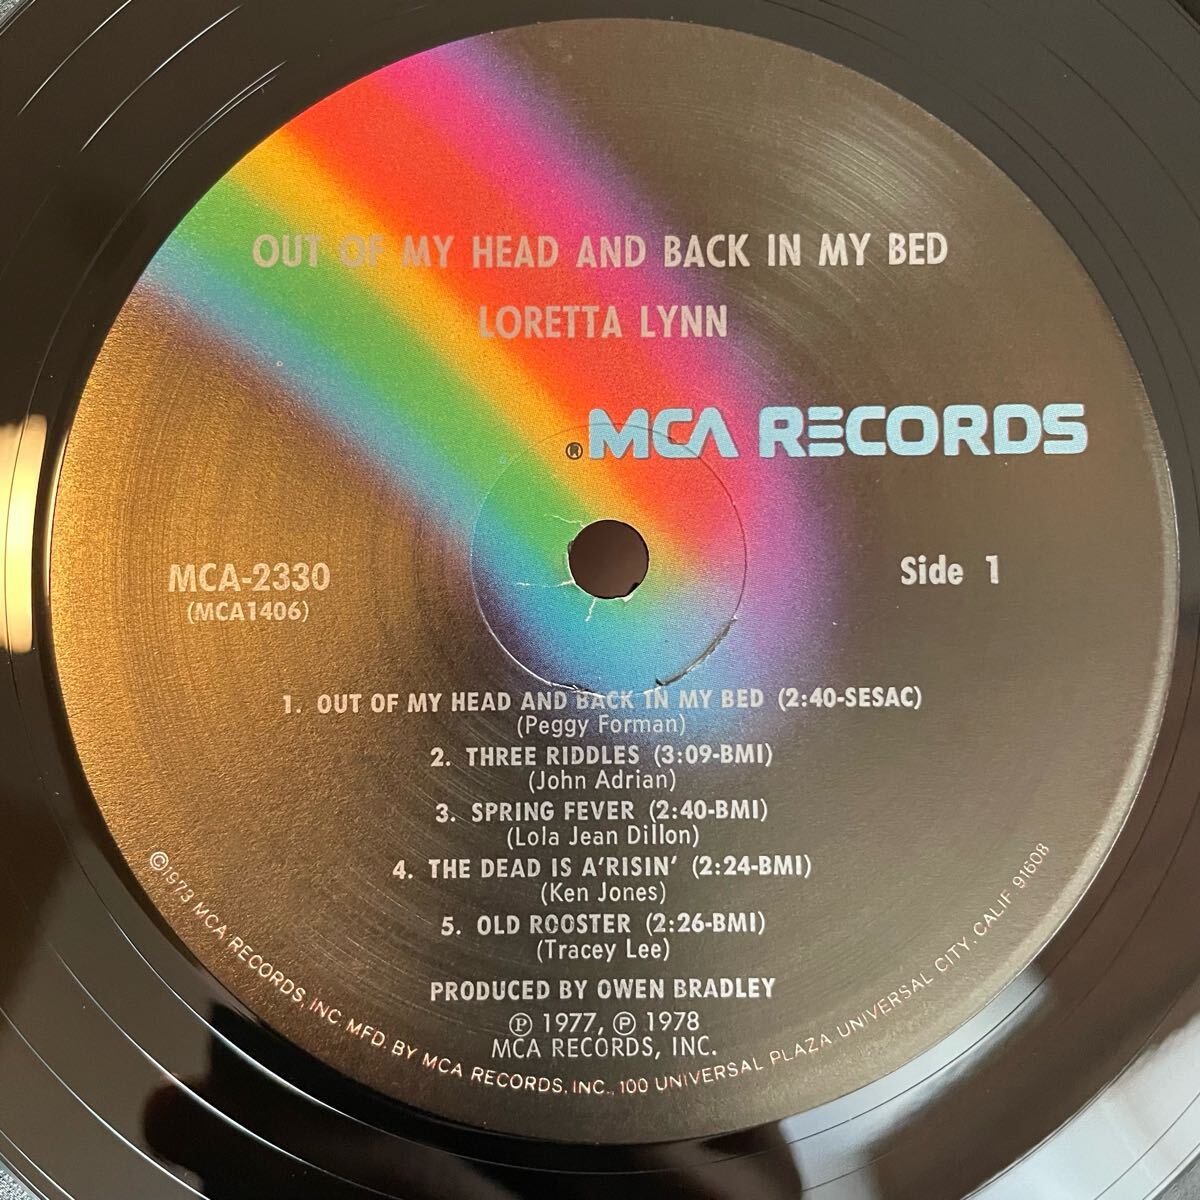 OUT OF MY HEAD AND BACK IN MY BED
LORETTA LYNN
® MCA RECORDS
MCA-2330
(MCA1406)
Side 1
1. OUT OF MY HEAD AND BACK IN MY BED (2:40-SESAC)
(Peggy Forman)
2. THREE RIDDLES (3:09-BMI)
(John Adrian)
3. SPRING FEVER (2:40-BMI)
(Lola Jean Dillon)
4. THE DEAD IS A'RISIN' (2:24-BMI)
(Ken Jones)
5. OLD ROOSTER (2:26-BMI)
(Tracey Lee)
PRODUCED BY OWEN BRADLEY
℗ 1977, ℗ 1978
MCA RECORDS, INC.
©1973 MCA RECORDS, INC. MFD. BY MCA RECORDS, INC., 100 UNIVERSAL PLAZA UNIVERSAL CITY, CALIF 91608